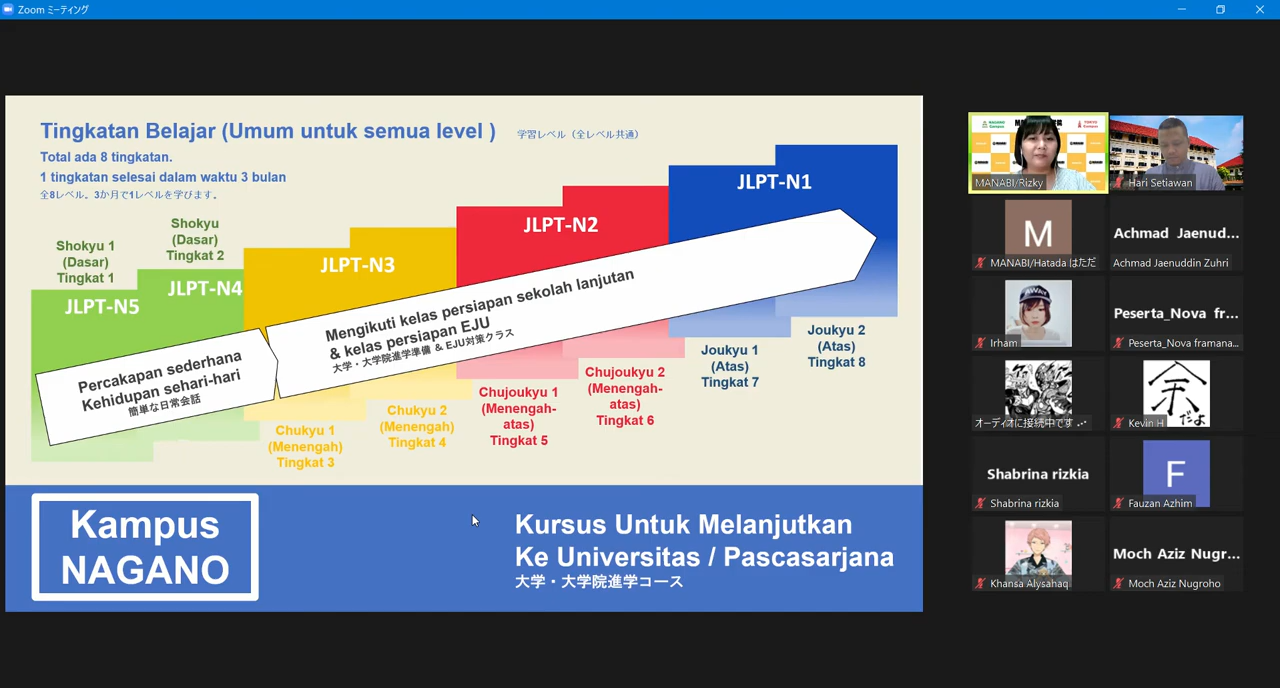 Zoom ミーティング
Tingkatan Belajar (Umum untuk semua level )
学習レベル（全レベル共通）
Total ada 8 tingkatan.
1 tingkatan selesai dalam waktu 3 bulan
全8レベル。3か月で1レベルを学びます。
Shokyu 1
(Dasar)
Tingkat 1
Shokyu
(Dasar)
Tingkat 2
JLPT-N5
JLPT-N4
JLPT-N3
JLPT-N2
JLPT-N1
Percakapan sederhana
Kehidupan sehari-hari
簡単な日常会話
Mengikuti kelas persiapan sekolah lanjutan
& kelas persiapan EJU
大学・大学院進学準備 & EJU対策クラス
Chukyu 1
(Menengah)
Tingkat 3
Chukyu 2
(Menengah)
Tingkat 4
Chujoukyu 1
(Menengah-
atas)
Tingkat 5
Chujoukyu 2
(Menengah-
atas)
Tingkat 6
Joukyu 1
(Atas)
Tingkat 7
Joukyu 2
(Atas)
Tingkat 8
Kampus
NAGANO
Kursus Untuk Melanjutkan
Ke Universitas / Pascasarjana
大学・大学院進学コース
NAGANO
Campus
TOKYO
Campus
MANABI/Rizky
Hari Setiawan
M
MANABI/Hatada はただ
Achmad Jaenud...
Achmad Jaenuddin Zuhri
AWAY
Irham
Peserta_Nova fr...
Peserta_Nova framana...
オーディオに接続中です
余
だよ
Kevin H
Shabrina rizkia
Shabrina rizkia
F
Fauzan Azhim
Khansa Alysahaq
Moch Aziz Nugr...
Moch Aziz Nugroho